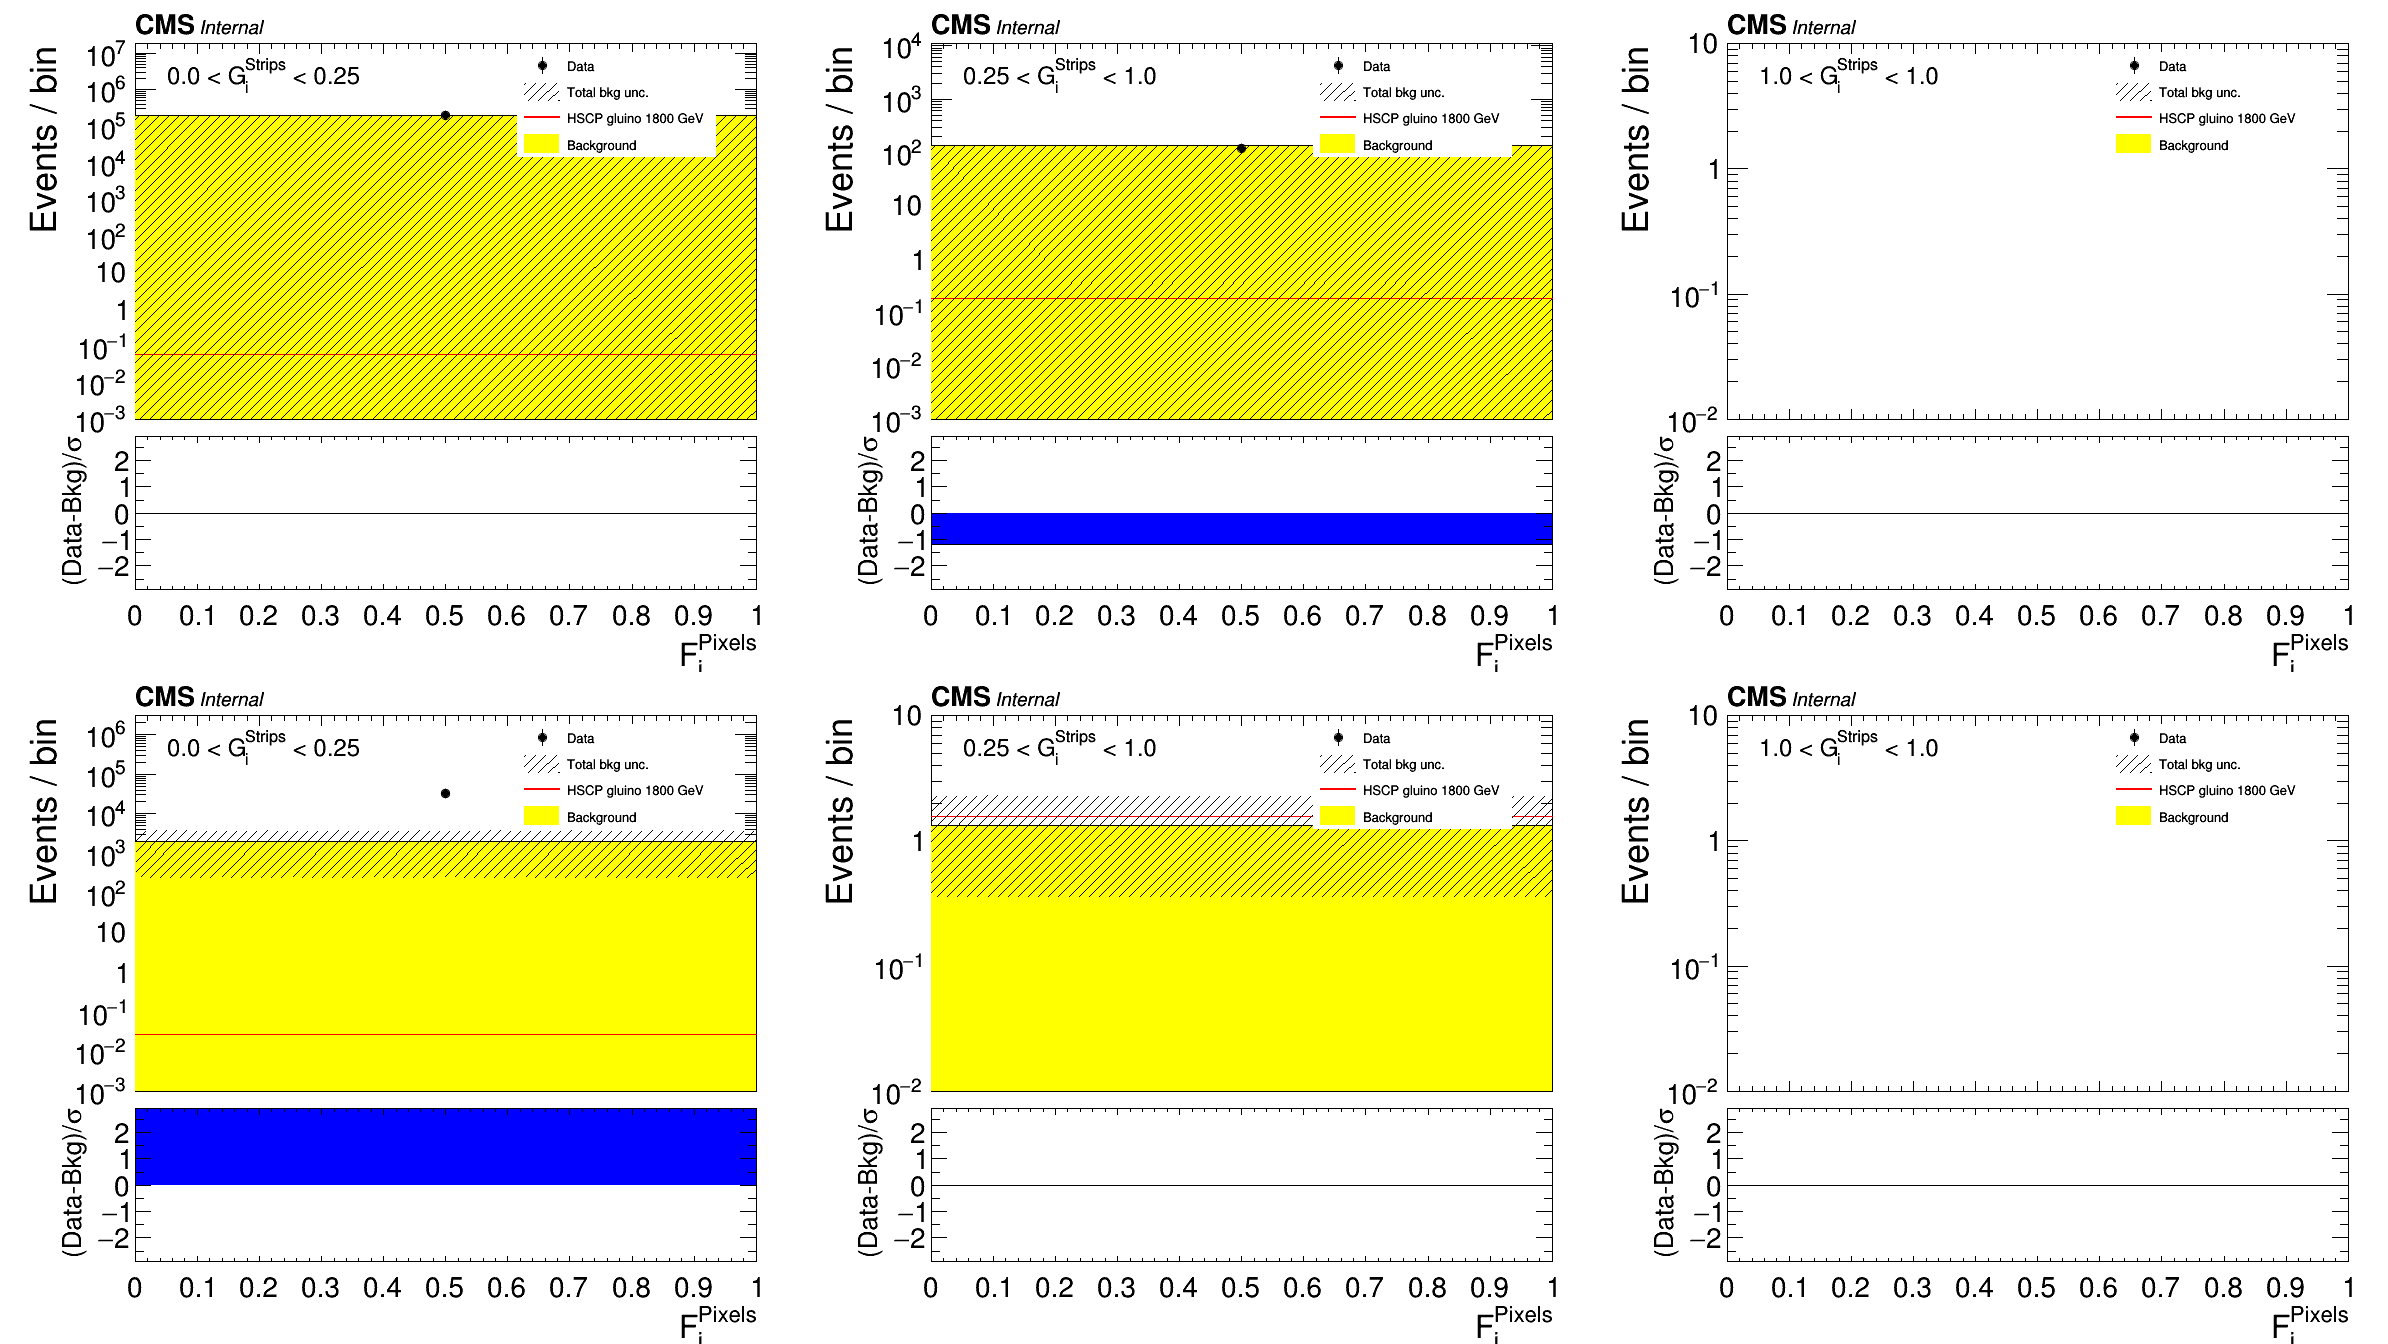 CMS Internal
Events / bin
0.0 < G_i^Strips < 0.25
Data
Total bkg unc.
HSCP gluino 1800 GeV
Background
10^7
10^6
10^5
10^4
10^3
10^2
10
1
10^−1
10^−2
10^−3
(Data-Bkg)/σ
2
1
0
−1
−2
0 0.1 0.2 0.3 0.4 0.5 0.6 0.7 0.8 0.9 1
F_i^Pixels
CMS Internal
Events / bin
0.25 < G_i^Strips < 1.0
Data
Total bkg unc.
HSCP gluino 1800 GeV
Background
10^4
10^3
10^2
10
1
10^−1
10^−2
10^−3
(Data-Bkg)/σ
2
1
0
−1
−2
0 0.1 0.2 0.3 0.4 0.5 0.6 0.7 0.8 0.9 1
F_i^Pixels
CMS Internal
Events / bin
1.0 < G_i^Strips < 1.0
Data
Total bkg unc.
HSCP gluino 1800 GeV
Background
10
1
10^−1
10^−2
(Data-Bkg)/σ
2
1
0
−1
−2
0 0.1 0.2 0.3 0.4 0.5 0.6 0.7 0.8 0.9 1
F_i^Pixels
CMS Internal
Events / bin
0.0 < G_i^Strips < 0.25
Data
Total bkg unc.
HSCP gluino 1800 GeV
Background
10^6
10^5
10^4
10^3
10^2
10
1
10^−1
10^−2
10^−3
(Data-Bkg)/σ
2
1
0
−1
−2
0 0.1 0.2 0.3 0.4 0.5 0.6 0.7 0.8 0.9 1
F_i^Pixels
CMS Internal
Events / bin
0.25 < G_i^Strips < 1.0
Data
Total bkg unc.
HSCP gluino 1800 GeV
Background
10
1
10^−1
10^−2
(Data-Bkg)/σ
2
1
0
−1
−2
0 0.1 0.2 0.3 0.4 0.5 0.6 0.7 0.8 0.9 1
F_i^Pixels
CMS Internal
Events / bin
1.0 < G_i^Strips < 1.0
Data
Total bkg unc.
HSCP gluino 1800 GeV
Background
10
1
10^−1
10^−2
(Data-Bkg)/σ
2
1
0
−1
−2
0 0.1 0.2 0.3 0.4 0.5 0.6 0.7 0.8 0.9 1
F_i^Pixels